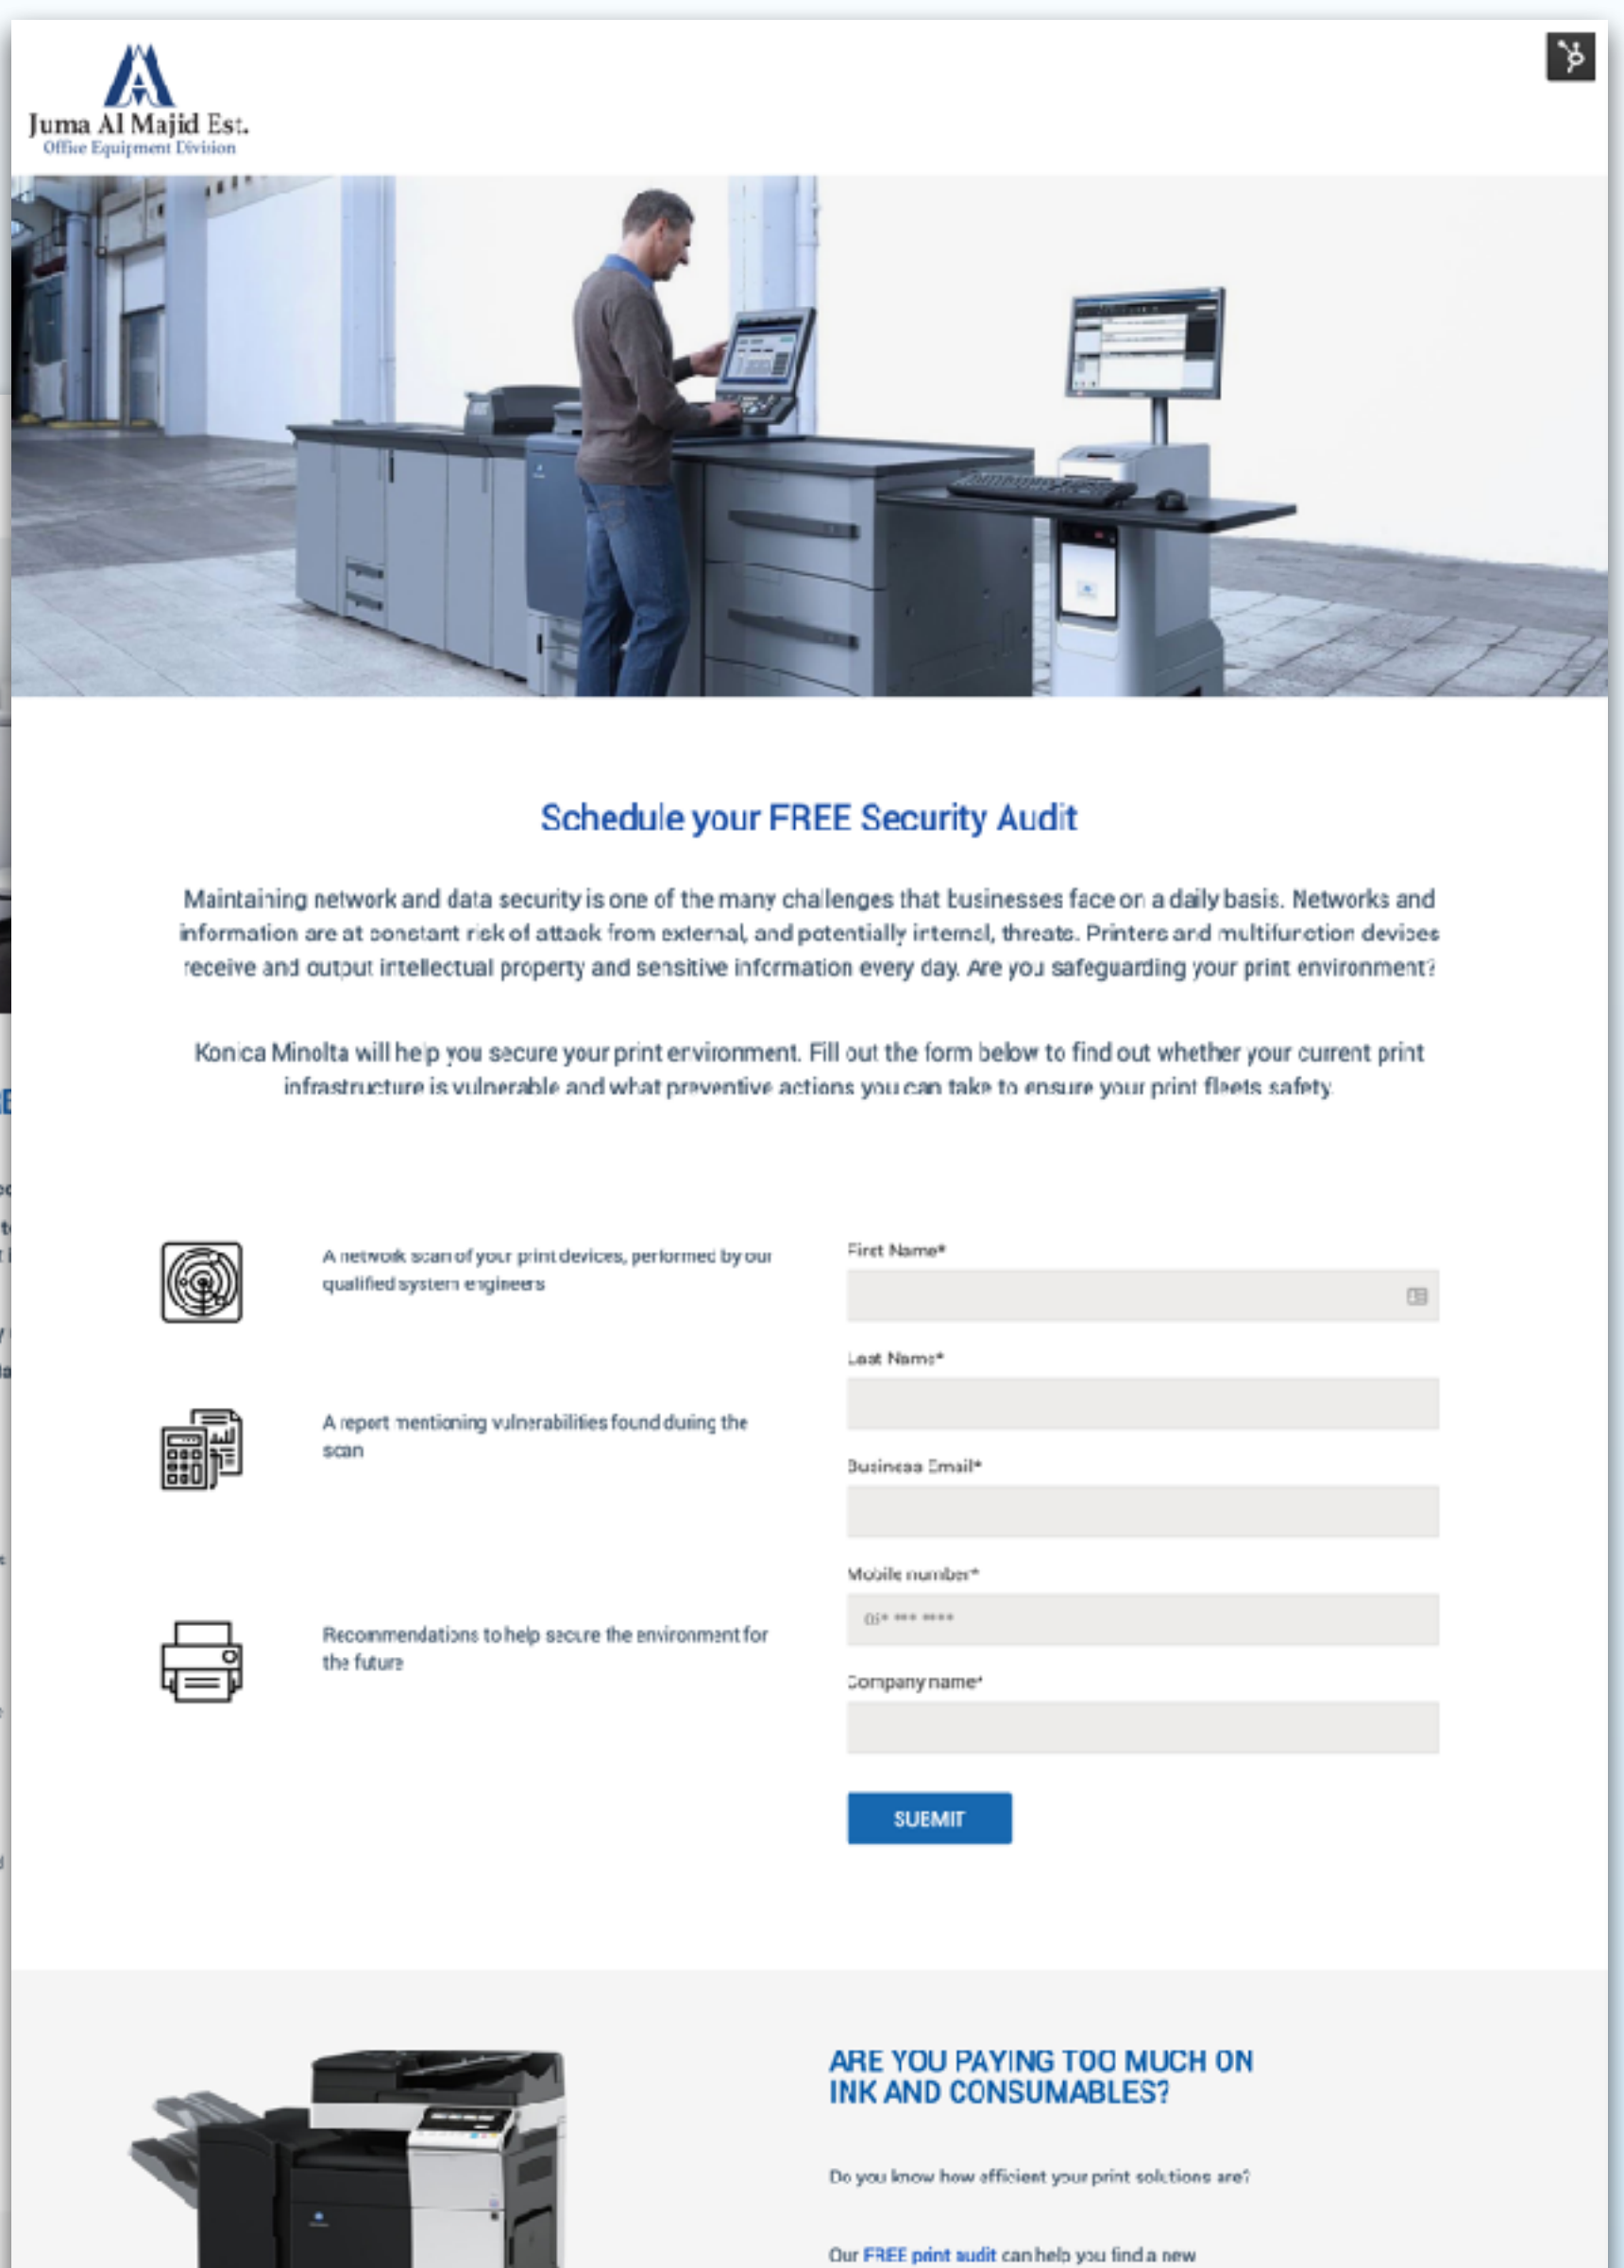 Juma Al Majid Est.
Office Equipment Division
Schedule your FREE Security Audit
Maintaining network and data security is one of the many challenges that businesses face on a daily basis. Networks and
information are at constant risk of attack from external, and potentially internal, threats. Printers and multifunction devices
receive and output intellectual property and sensitive information every day. Are you safeguarding your print environment?
Konica Minolta will help you secure your print environment. Fill out the form below to find out whether your current print
infrastructure is vulnerable and what preventive actions you can take to ensure your print fleets safety.
A network scan of your print devices, performed by our
qualified system engineers
A report mentioning vulnerabilities found during the
scan
Recommendations to help secure the environment for
the future
First Name*
Last Name*
Business Email*
Mobile number*
05* *** ****
Company name*
SUBMIT
ARE YOU PAYING TOO MUCH ON
INK AND CONSUMABLES?
Do you know how efficient your print solutions are?
Our FREE print audit can help you find a new